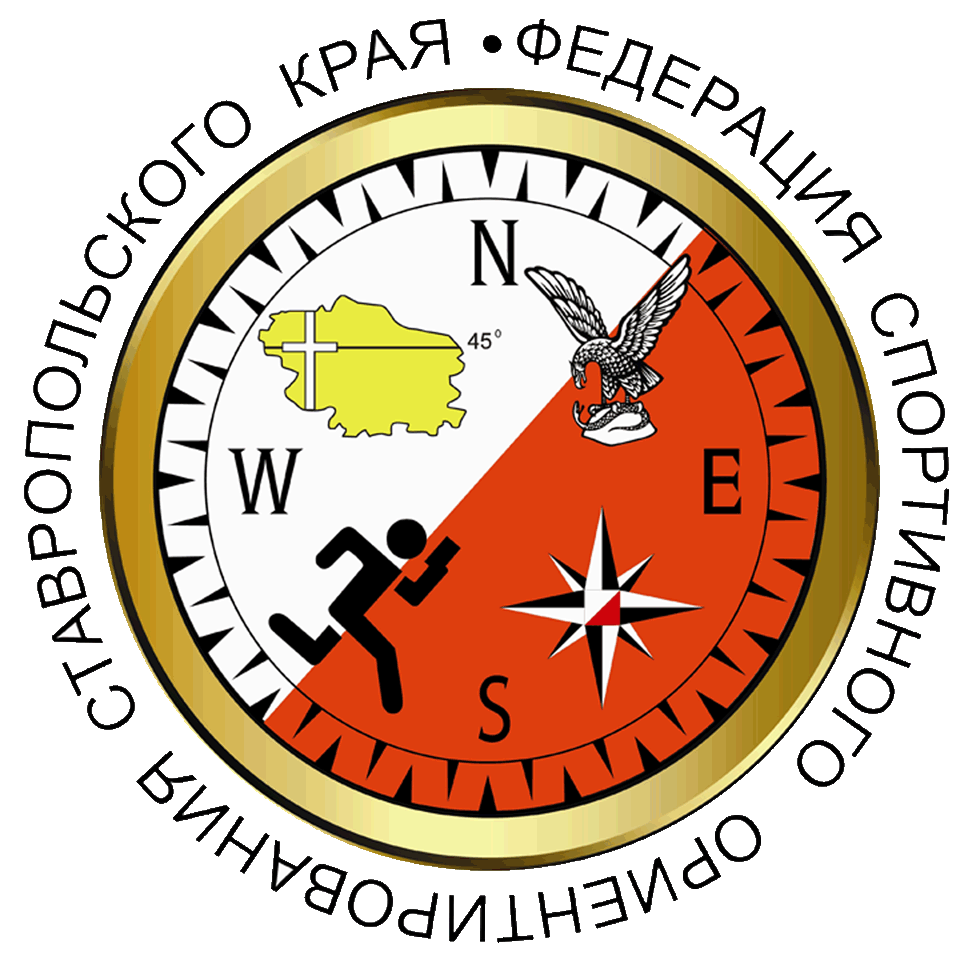 ФЕДЕРАЦИЯ СПОРТИВНОГО ОРИЕНТИРОВАНИЯ СТАВРОПОЛЬСКОГО КРАЯ •
N
45°
W
E
S